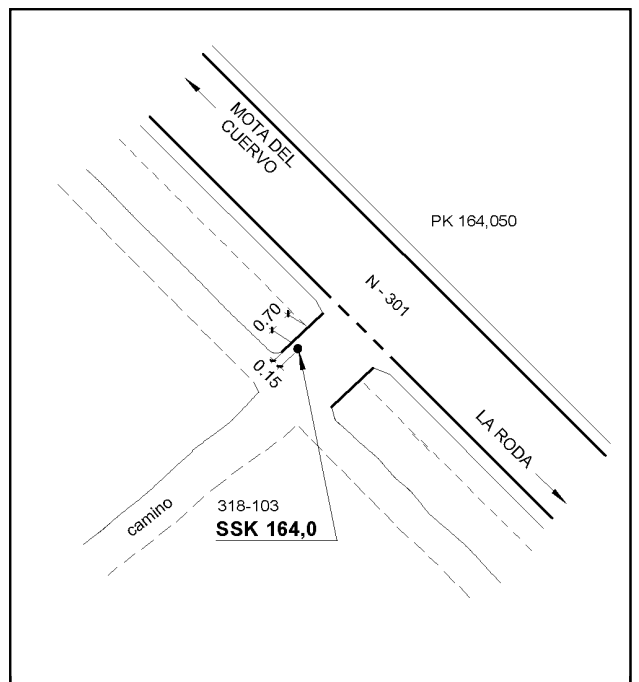 MOTA DEL
CUERVO
PK 164,050
N - 301
0.70
0.15
LA RODA
camino
318-103
SSK 164,0